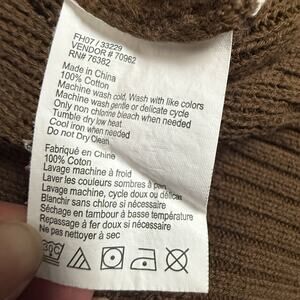 FH07 / 33229
VENDOR # 70962
RN# 76382
Made in China
100% Cotton
Machine wash cold, Wash with like colors
Machine wash gentle or delicate cycle
Only non chlorine bleach when needed
Tumble dry low heat
Cool iron when needed
Do not Dry Clean
Fabriqué en Chine
100% Coton
Lavage machine à froid
Laver les couleurs sombres à part
Lavage machine, cycle doux ou délicat
Blanchir sans chlore si nécessaire
Séchage en tambour à basse température
Repassage à fer doux si nécessaire
Ne pas nettoyer à sec